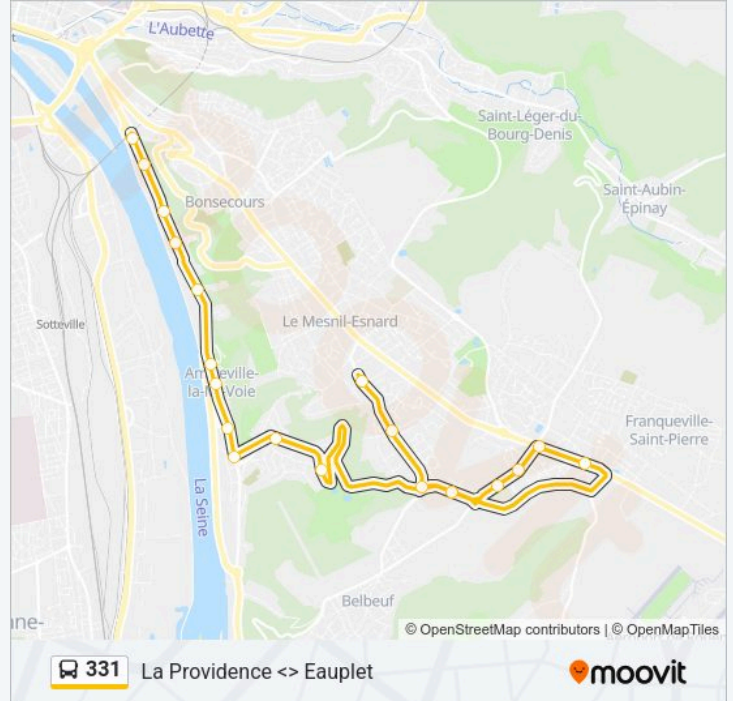 L'Aubette
t
Saint-Léger-du-
Bourg-Denis
Saint-Aubin-
Épinay
Bonsecours
Sotteville
Le Mesnil-Esnard
Franqueville-
Saint-Pierre
La Seine
Belbeuf
nne-
© OpenStreetMap contributors | © OpenMapTiles
331 La Providence <> Eauplet moovit